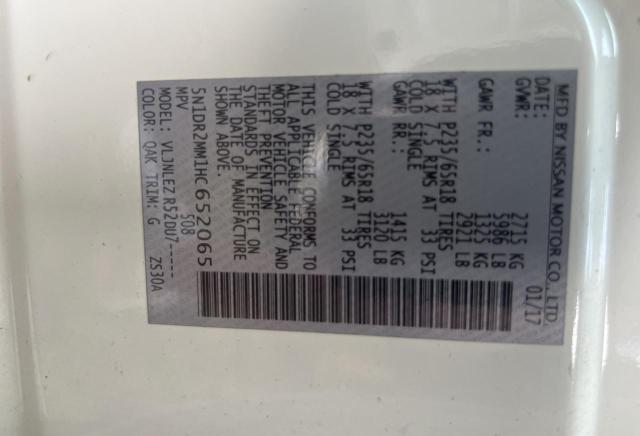 MFD BY NISSAN MOTOR CO., LTD
DATE: 01/17
GVWR: 2715 KG
5986 LB
GAWR FR.: 1325 KG
2921 LB
WITH P235/65R18 TIRES
18 X 7.5 RIMS AT 33 PSI
COLD SINGLE
GAWR RR.: 1415 KG
3120 LB
WITH P235/65R18 TIRES
18 X 7.5 RIMS AT 33 PSI
COLD SINGLE
THIS VEHICLE CONFORMS TO
ALL APPLICABLE FEDERAL
MOTOR VEHICLE SAFETY AND
THEFT PREVENTION
STANDARDS IN EFFECT ON
THE DATE OF MANUFACTURE
SHOWN ABOVE.
5N1DR2MM1HC652065
MPV 508
VLJNLEZ R52DU7-----
COLOR: QAK TRIM: G ZS30A